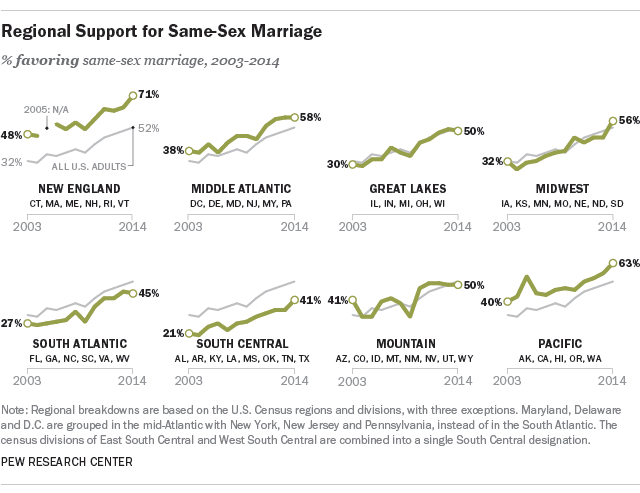 Regional Support for Same-Sex Marriage
% favoring same-sex marriage, 2003-2014
71%
58%
50%
56%
2005: N/A
48%
52%
38%
30%
32%
32%
ALL U.S. ADULTS
NEW ENGLAND
MIDDLE ATLANTIC
GREAT LAKES
MIDWEST
CT, MA, ME, NH, RI, VT
DC, DE, MD, NJ, MY, PA
IL, IN, MI, OH, WI
IA, KS, MN, MO, NE, ND, SD
2003 2014
2003 2014
2003 2014
2003 2014
45%
41%
50%
63%
27%
21%
41%
40%
SOUTH ATLANTIC
SOUTH CENTRAL
MOUNTAIN
PACIFIC
FL, GA, NC, SC, VA, WV
AL, AR, KY, LA, MS, OK, TN, TX
AZ, CO, ID, MT, NM, NV, UT, WY
AK, CA, HI, OR, WA
2003 2014
2003 2014
2003 2014
2003 2014
Note: Regional breakdowns are based on the U.S. Census regions and divisions, with three exceptions. Maryland, Delaware
and D.C. are grouped in the mid-Atlantic with New York, New Jersey and Pennsylvania, instead of in the South Atlantic. The
census divisions of East South Central and West South Central are combined into a single South Central designation.
PEW RESEARCH CENTER